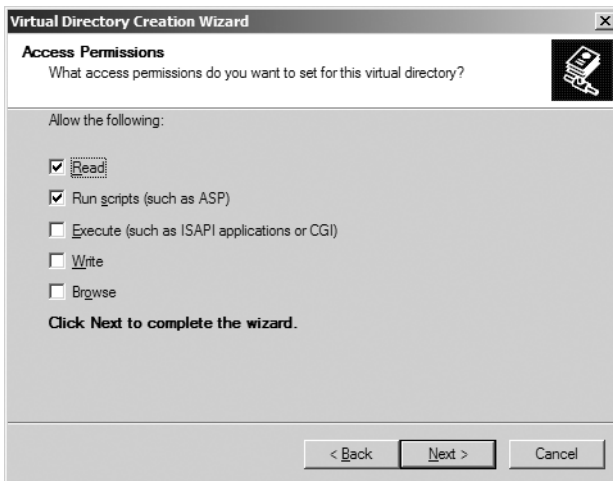 Virtual Directory Creation Wizard
Access Permissions
What access permissions do you want to set for this virtual directory?
Allow the following:
Read
Run scripts (such as ASP)
Execute (such as ISAPI applications or CGI)
Write
Browse
Click Next to complete the wizard.
< Back Next > Cancel